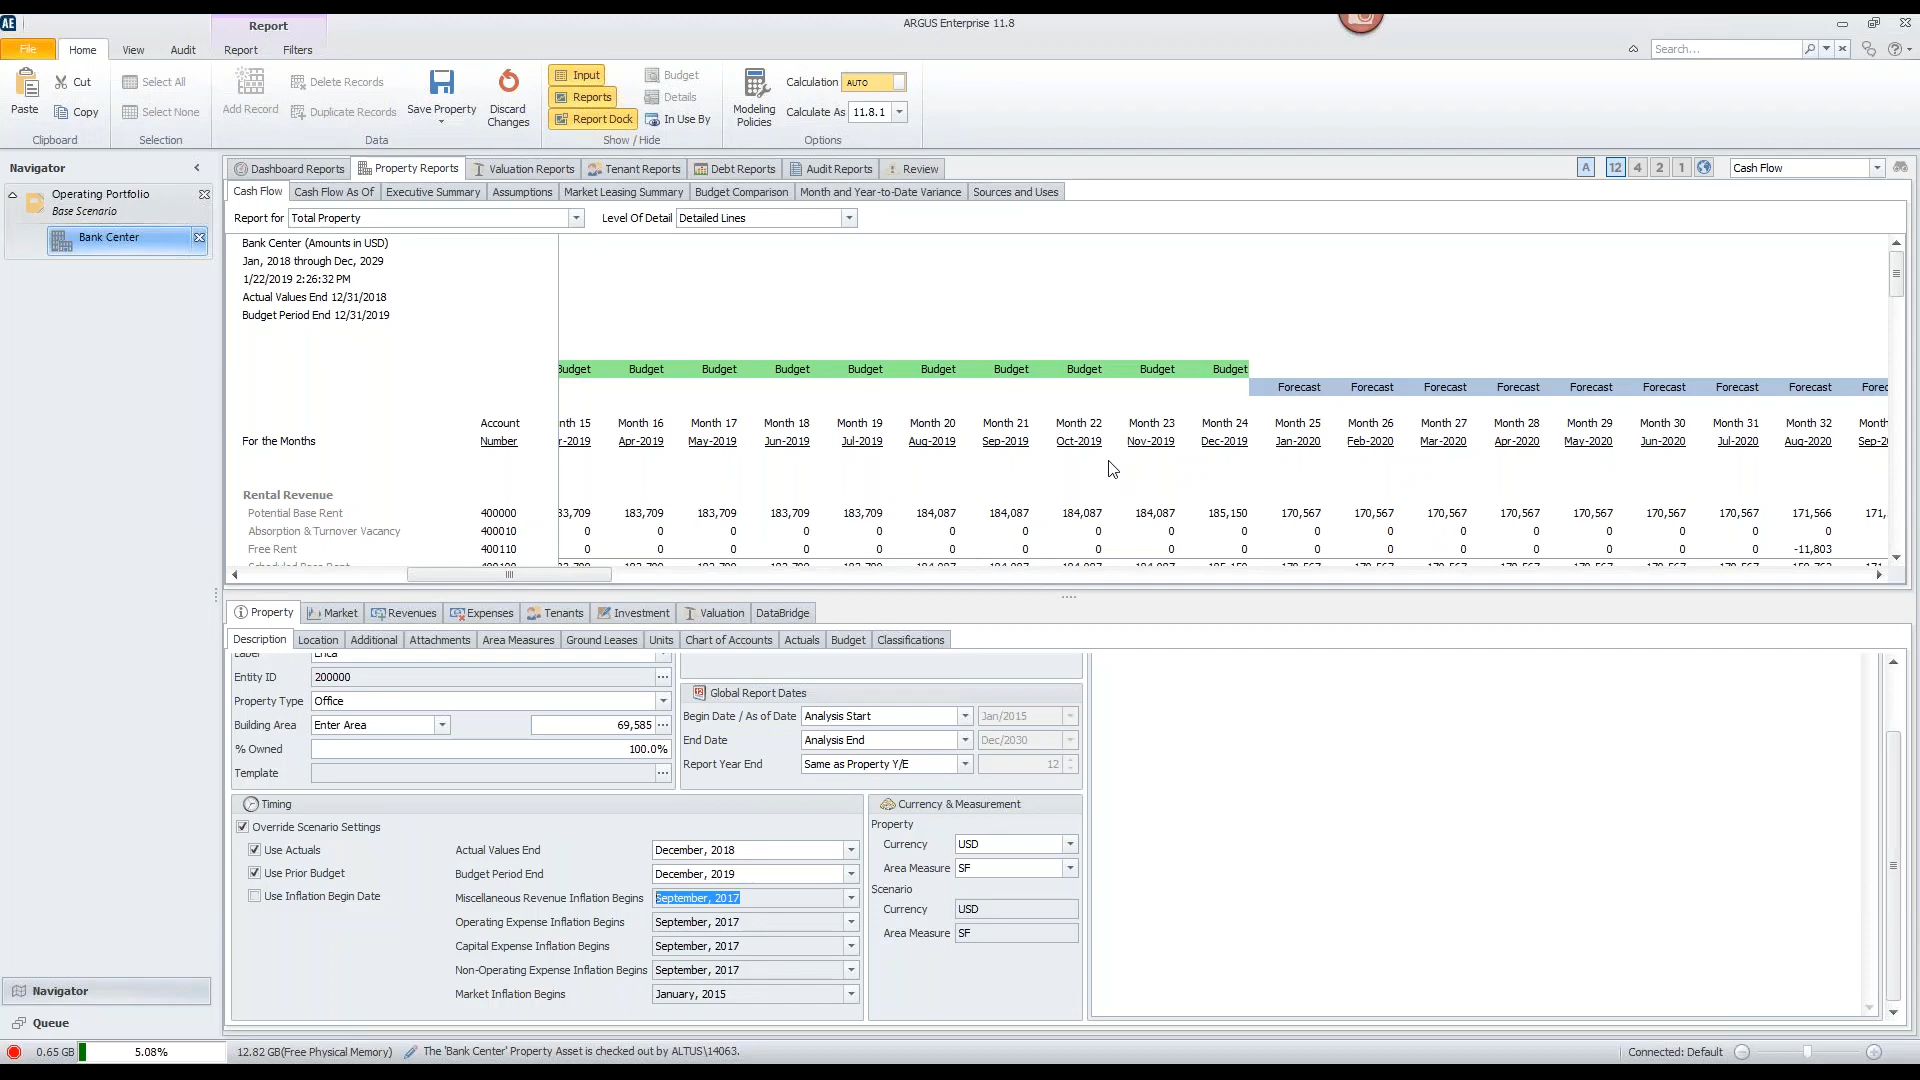 AE
Report
ARGUS Enterprise 11.8
File Home View Audit Report Filters
Search...
Paste Cut Copy
Clipboard
Select All
Select None
Selection
Add Record
Delete Records
Duplicate Records
Save Property
Discard Changes
Data
Input
Reports
Report Dock
Budget
Details
In Use By
Show / Hide
Modeling Policies
Calculation AUTO
Calculate As 11.8.1
Options
Navigator
Operating Portfolio
Base Scenario
Bank Center
Dashboard Reports Property Reports Valuation Reports Tenant Reports Debt Reports Audit Reports Review
A 12 4 2 1 Cash Flow
Cash Flow Cash Flow As Of Executive Summary Assumptions Market Leasing Summary Budget Comparison Month and Year-to-Date Variance Sources and Uses
Report for Total Property Level Of Detail Detailed Lines
Bank Center (Amounts in USD)
Jan, 2018 through Dec, 2029
1/22/2019 2:26:32 PM
Actual Values End 12/31/2018
Budget Period End 12/31/2019
Budget Budget Budget Budget Budget Budget Budget Budget Budget Budget
Forecast Forecast Forecast Forecast Forecast Forecast Forecast Forecast Forec
Account nth 15 Month 16 Month 17 Month 18 Month 19 Month 20 Month 21 Month 22 Month 23 Month 24 Month 25 Month 26 Month 27 Month 28 Month 29 Month 30 Month 31 Month 32 Month
For the Months Number r-2019 Apr-2019 May-2019 Jun-2019 Jul-2019 Aug-2019 Sep-2019 Oct-2019 Nov-2019 Dec-2019 Jan-2020 Feb-2020 Mar-2020 Apr-2020 May-2020 Jun-2020 Jul-2020 Aug-2020 Sep-2
Rental Revenue
Potential Base Rent 400000 33,709 183,709 183,709 183,709 183,709 184,087 184,087 184,087 184,087 185,150 170,567 170,567 170,567 170,567 170,567 170,567 170,567 171,566 171,
Absorption & Turnover Vacancy 400010 0 0 0 0 0 0 0 0 0 0 0 0 0 0 0 0 0 0
Free Rent 400110 0 0 0 0 0 0 0 0 0 0 0 0 0 0 0 0 0 -11,803
Property Market Revenues Expenses Tenants Investment Valuation DataBridge
Description Location Additional Attachments Area Measures Ground Leases Units Chart of Accounts Actuals Budget Classifications
Label Erica
Entity ID 200000
Property Type Office
Building Area Enter Area 69,585
% Owned 100.0%
Template
Global Report Dates
Begin Date / As of Date Analysis Start Jan/2015
End Date Analysis End Dec/2030
Report Year End Same as Property Y/E 12
Timing
Override Scenario Settings
Use Actuals Actual Values End December, 2018
Use Prior Budget Budget Period End December, 2019
Use Inflation Begin Date Miscellaneous Revenue Inflation Begins September, 2017
Operating Expense Inflation Begins September, 2017
Capital Expense Inflation Begins September, 2017
Non-Operating Expense Inflation Begins September, 2017
Market Inflation Begins January, 2015
Currency & Measurement
Property
Currency USD
Area Measure SF
Scenario
Currency USD
Area Measure SF
Navigator
Queue
0.65 GB 5.08% 12.82 GB(Free Physical Memory) The 'Bank Center' Property Asset is checked out by ALTUS\14063. Connected: Default